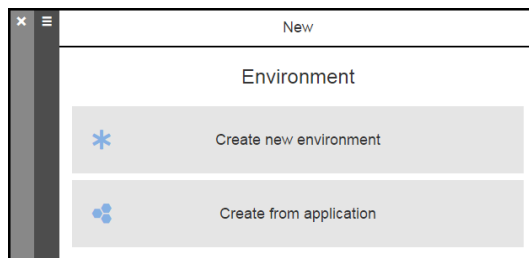 New
Environment
Create new environment
Create from application